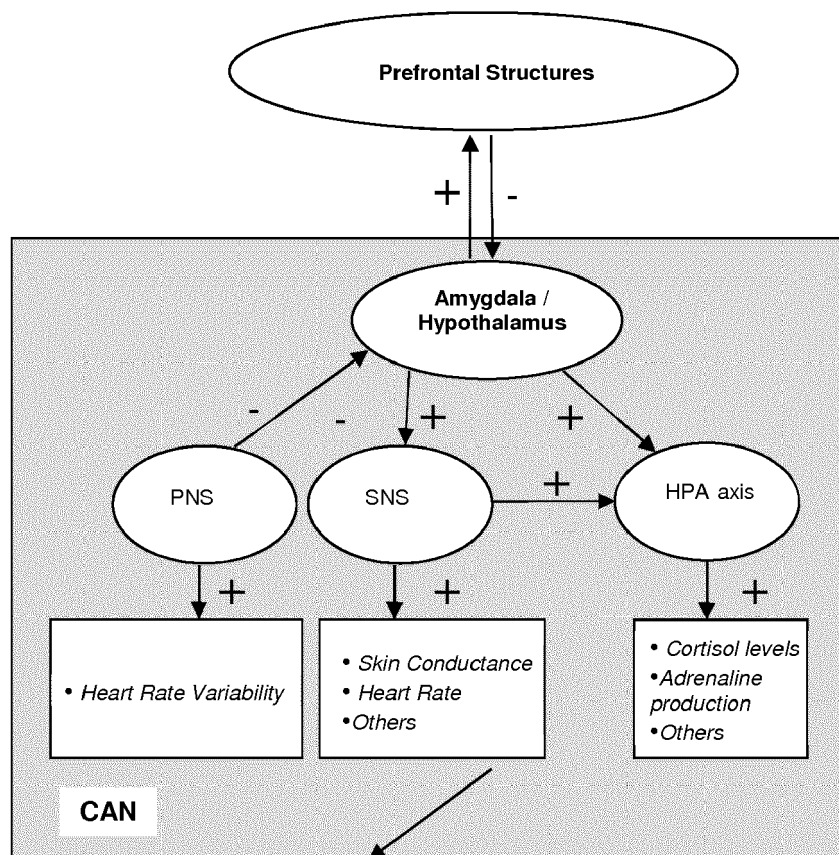 Prefrontal Structures
+
-
Amygdala /
Hypothalamus
-
-
+
+
PNS
SNS
+
HPA axis
+
+
+
• Heart Rate Variability
• Skin Conductance
• Heart Rate
•Others
• Cortisol levels
•Adrenaline
production
• Others
CAN